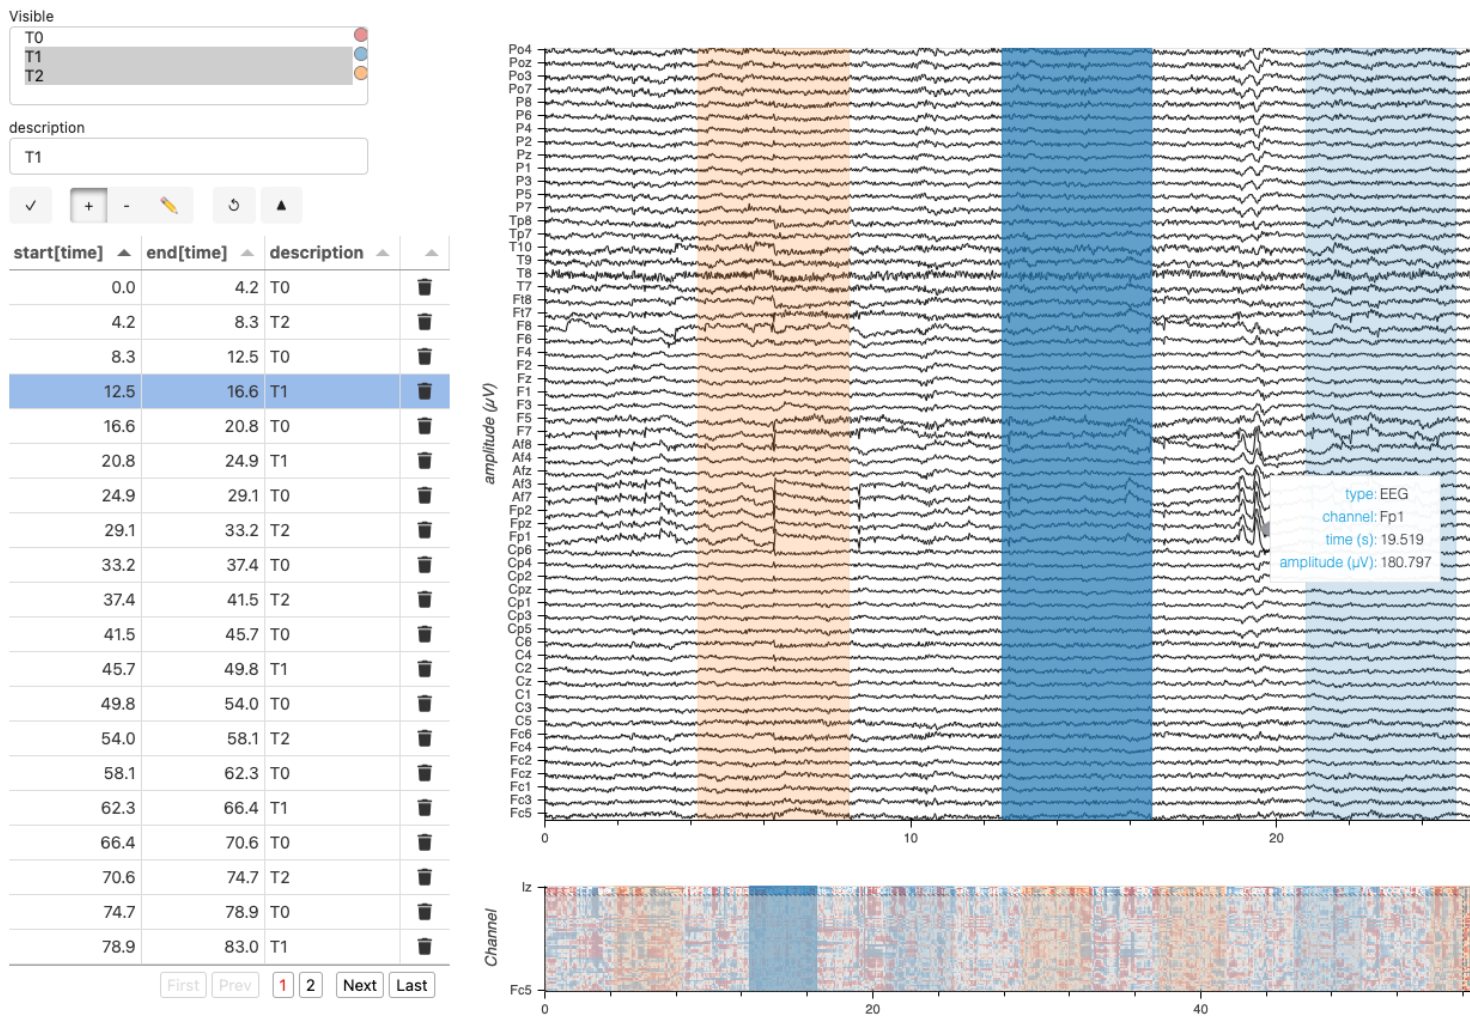 Visible
T0
T1
T2
description
T1
✓ + - ✏️ ↺ ▲
start[time] end[time] description
0.0 4.2 T0
4.2 8.3 T2
8.3 12.5 T0
12.5 16.6 T1
16.6 20.8 T0
20.8 24.9 T1
24.9 29.1 T0
29.1 33.2 T2
33.2 37.4 T0
37.4 41.5 T2
41.5 45.7 T0
45.7 49.8 T1
49.8 54.0 T0
54.0 58.1 T2
58.1 62.3 T0
62.3 66.4 T1
66.4 70.6 T0
70.6 74.7 T2
74.7 78.9 T0
78.9 83.0 T1
First Prev 1 2 Next Last
amplitude (µV)
Po4
Poz
Po3
Po7
P8
P6
P4
P2
Pz
P1
P3
P5
P7
Tp8
Tp7
T10
T9
T8
T7
Ft8
Ft7
F8
F6
F4
F2
Fz
F1
F3
F5
F7
Af8
Af4
Afz
Af3
Af7
Fp2
Fpz
Fp1
Cp6
Cp4
Cp2
Cpz
Cp1
Cp3
Cp5
C6
C4
C2
Cz
C1
C3
C5
Fc6
Fc4
Fc2
Fcz
Fc1
Fc3
Fc5
0 10 20
type: EEG
channel: Fp1
time (s): 19.519
amplitude (µV): 180.797
Channel
Iz
Fc5
0 20 40